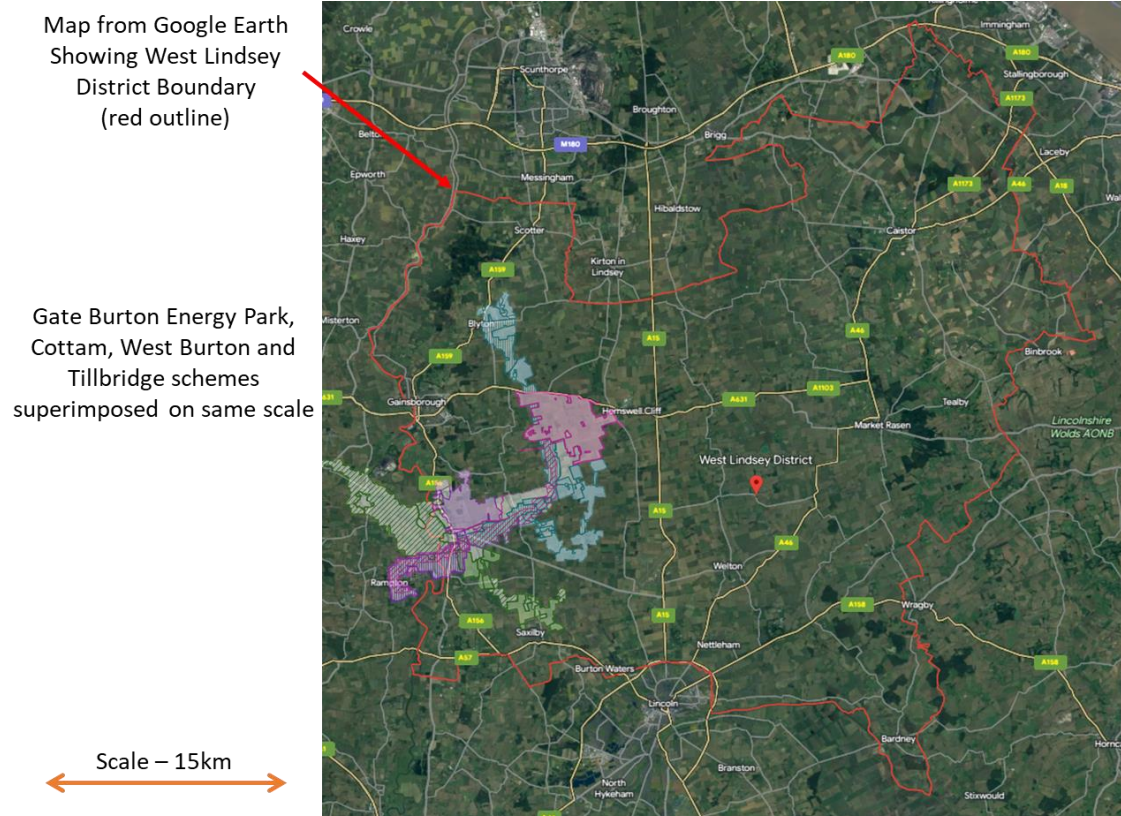 Map from Google Earth
Showing West Lindsey
District Boundary
(red outline)
Gate Burton Energy Park,
Cottam, West Burton and
Tillbridge schemes
superimposed on same scale
Scale – 15km
Crowle
Immingham
A180
A180
Scunthorpe
Stallingborough
A1173
Broughton
Belto
Brigg
M180
Laceby
Epworth
Messingham
A1173
A46
A18
Hibaldstow
Scotter
Caistor
Haxey
Kirton in
Lindsey
A159
Misterton
Blyton
A46
A15
Binbrook
A159
A1103
631
Gainsborough
A631
Tealby
Hemswell Cliff
Market Rasen
Lincolnshire
Wolds AONB
West Lindsey District
A15
A46
Welton
Rampton
A158
Wragby
A15
A156
Saxilby
Nettleham
A57
A158
Burton Waters
Lincoln
Bardney
Branston
North
Hykeham
Stixwould